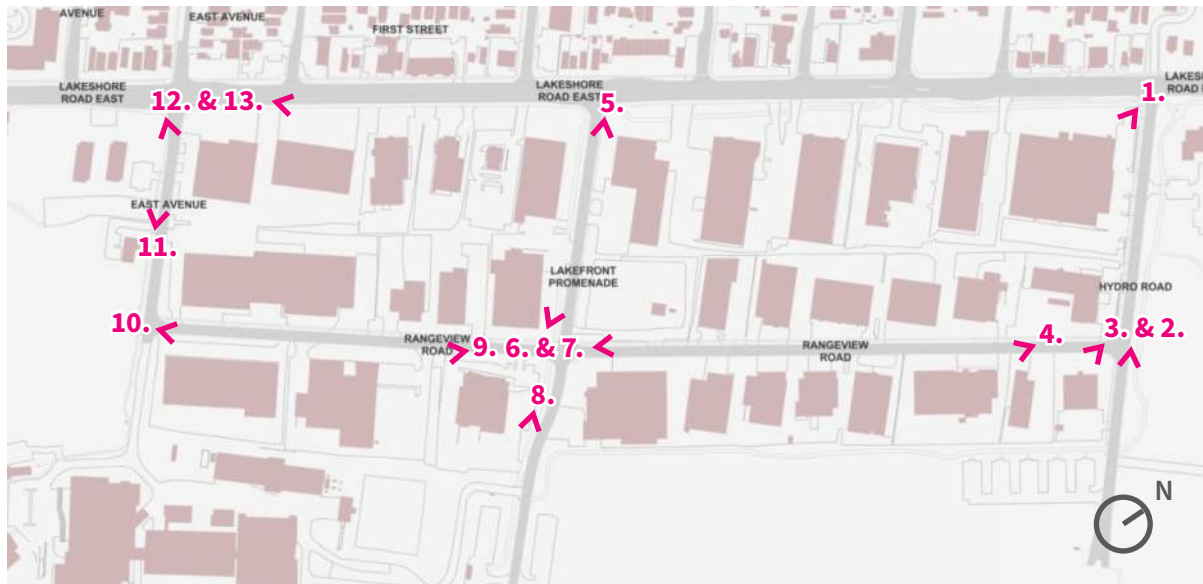 AVENUE
EAST AVENUE
FIRST STREET
LAKESHORE
ROAD EAST
LAKESHORE
ROAD EAST
12. & 13.
5.
1.
EAST AVENUE
11.
LAKEFRONT
PROMENADE
HYDRO ROAD
10.
RANGEVIEW
ROAD
9.
6. & 7.
RANGEVIEW
ROAD
4.
3. & 2.
8.
N